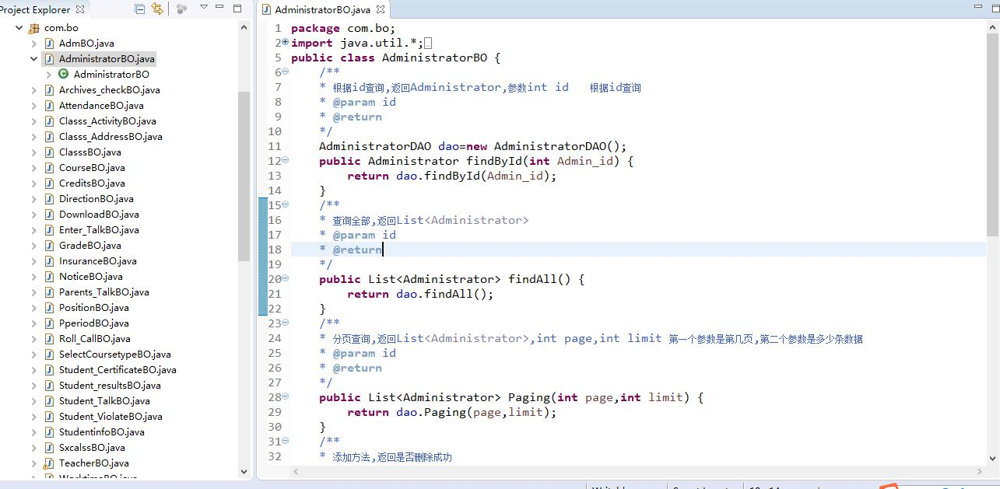 Project Explorer
com.bo
AdmBO.java
AdministratorBO.java
AdministratorBO
Archives_checkBO.java
AttendanceBO.java
Classs_ActivityBO.java
Classs_AddressBO.java
ClasssBO.java
CourseBO.java
CreditsBO.java
DirectionBO.java
DownloadBO.java
Enter_TalkBO.java
GradeBO.java
InsuranceBO.java
NoticeBO.java
Parents_TalkBO.java
PositionBO.java
PperiodBO.java
Roll_CallBO.java
SelectCoursetypeBO.java
Student_CertificateBO.java
Student_resultsBO.java
Student_TalkBO.java
Student_ViolateBO.java
StudentinfoBO.java
SxcalssBO.java
TeacherBO.java
AdministratorBO.java
1 package com.bo;
2 import java.util.*;
5 public class AdministratorBO {
6 /**
7 * 根据id查询,返回Administrator,参数int id   根据id查询
8 * @param id
9 * @return
10 */
11 AdministratorDAO dao=new AdministratorDAO();
12 public Administrator findById(int Admin_id) {
13 return dao.findById(Admin_id);
14 }
15 /**
16 * 查询全部,返回List<Administrator>
17 * @param id
18 * @return
19 */
20 public List<Administrator> findAll() {
21 return dao.findAll();
22 }
23 /**
24 * 分页查询,返回List<Administrator>,int page,int limit 第一个参数是第几页,第二个参数是多少条数据
25 * @param id
26 * @return
27 */
28 public List<Administrator> Paging(int page,int limit) {
29 return dao.Paging(page,limit);
30 }
31 /**
32 * 添加方法,返回是否删除成功